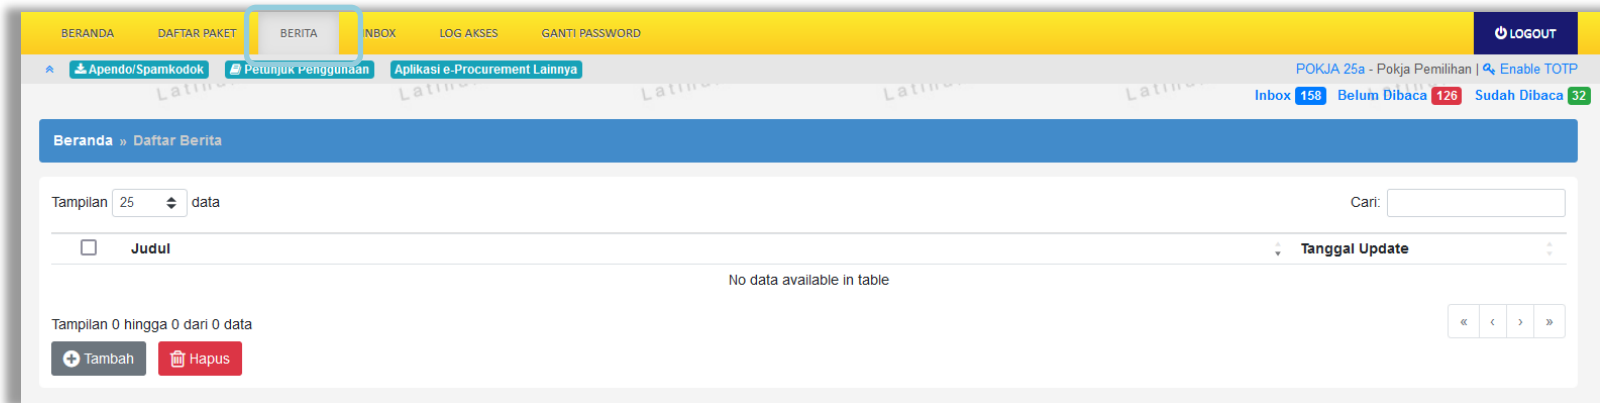 BERANDA DAFTAR PAKET BERITA INBOX LOG AKSES GANTI PASSWORD LOGOUT
Apendo/Spamkodok Petunjuk Penggunaan Aplikasi e-Procurement Lainnya POKJA 25a - Pokja Pemilihan | Enable TOTP
Inbox 158 Belum Dibaca 126 Sudah Dibaca 32
Beranda » Daftar Berita
Tampilan 25 data Cari:
Judul Tanggal Update
No data available in table
Tampilan 0 hingga 0 dari 0 data « ‹ › »
Tambah Hapus